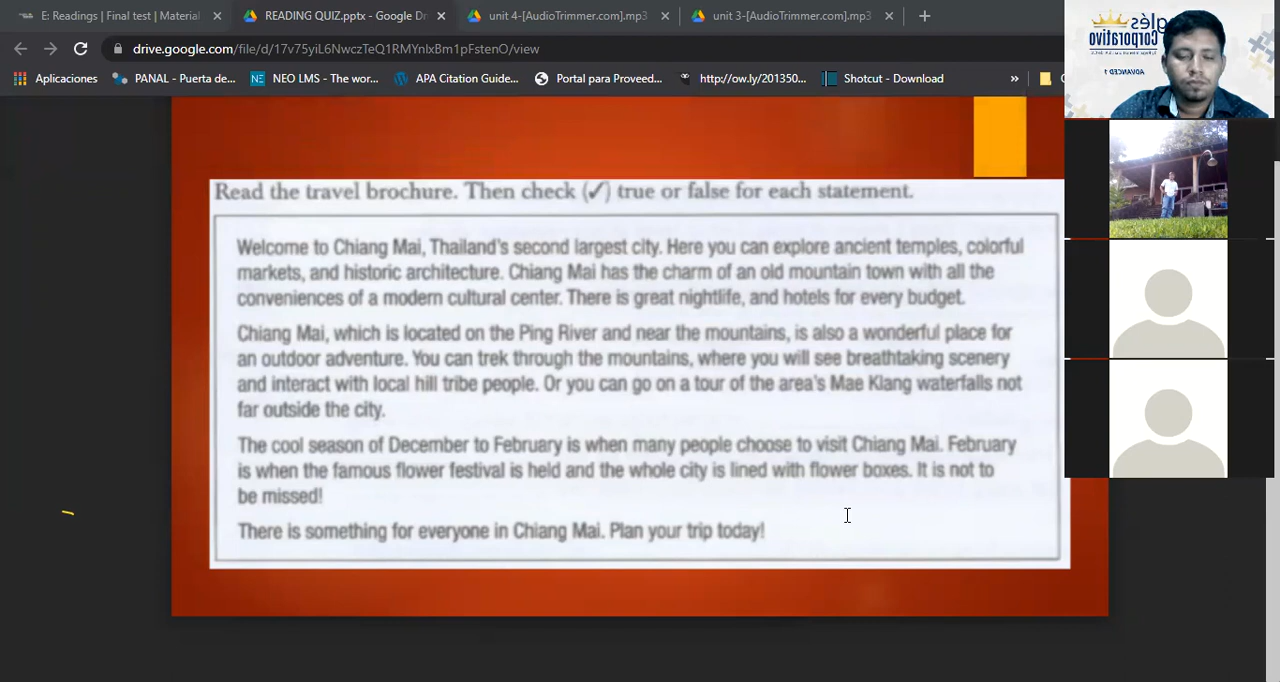 E: Readings | Final test | Material
READING QUIZ.pptx - Google Dr
unit 4-[AudioTrimmer.com].mp3
unit 3-[AudioTrimmer.com].mp3
drive.google.com/file/d/17v75yiL6NwczTeQ1RMYnlxBm1pFstenO/view
Aplicaciones
PANAL - Puerta de...
NEO LMS - The wor...
APA Citation Guide...
Portal para Proveed...
http://ow.ly/201350...
Shotcut - Download
»
Inglés
Corporativo
ADVANCED 1
Read the travel brochure. Then check (✓) true or false for each statement.
Welcome to Chiang Mai, Thailand's second largest city. Here you can explore ancient temples, colorful
markets, and historic architecture. Chiang Mai has the charm of an old mountain town with all the
conveniences of a modern cultural center. There is great nightlife, and hotels for every budget.
Chiang Mai, which is located on the Ping River and near the mountains, is also a wonderful place for
an outdoor adventure. You can trek through the mountains, where you will see breathtaking scenery
and interact with local hill tribe people. Or you can go on a tour of the area's Mae Klang waterfalls not
far outside the city.
The cool season of December to February is when many people choose to visit Chiang Mai. February
is when the famous flower festival is held and the whole city is lined with flower boxes. It is not to
be missed!
There is something for everyone in Chiang Mai. Plan your trip today!